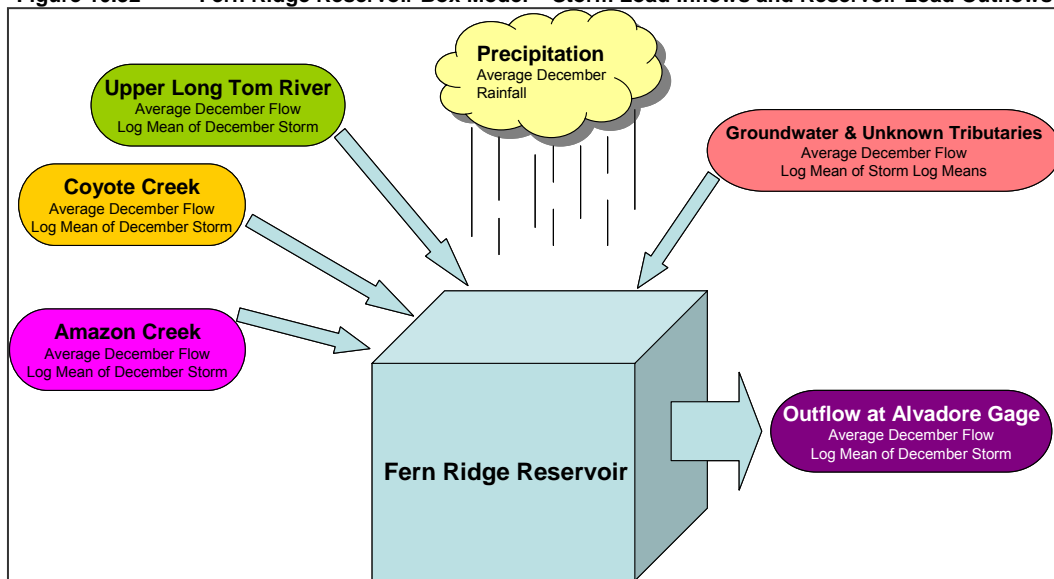 Fern Ridge Reservoir Box Model – Storm Load Inflows and Reservoir Load Outflows
Precipitation
Average December
Rainfall
Upper Long Tom River
Average December Flow
Log Mean of December Storm
Groundwater & Unknown Tributaries
Average December Flow
Log Mean of Storm Log Means
Coyote Creek
Average December Flow
Log Mean of December Storm
Amazon Creek
Average December Flow
Log Mean of December Storm
Outflow at Alvadore Gage
Average December Flow
Log Mean of December Storm
Fern Ridge Reservoir